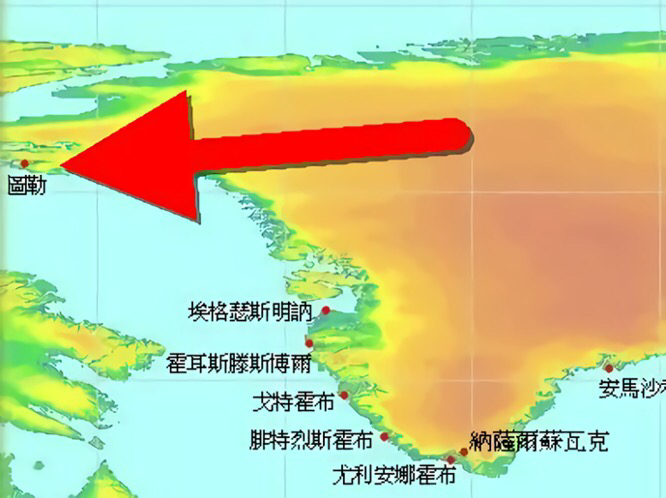 圖勒
埃格瑟斯明訥
霍耳斯滕斯博爾
戈特霍布
安馬沙利
腓特烈斯霍布
納薩爾蘇瓦克
尤利安娜霍布